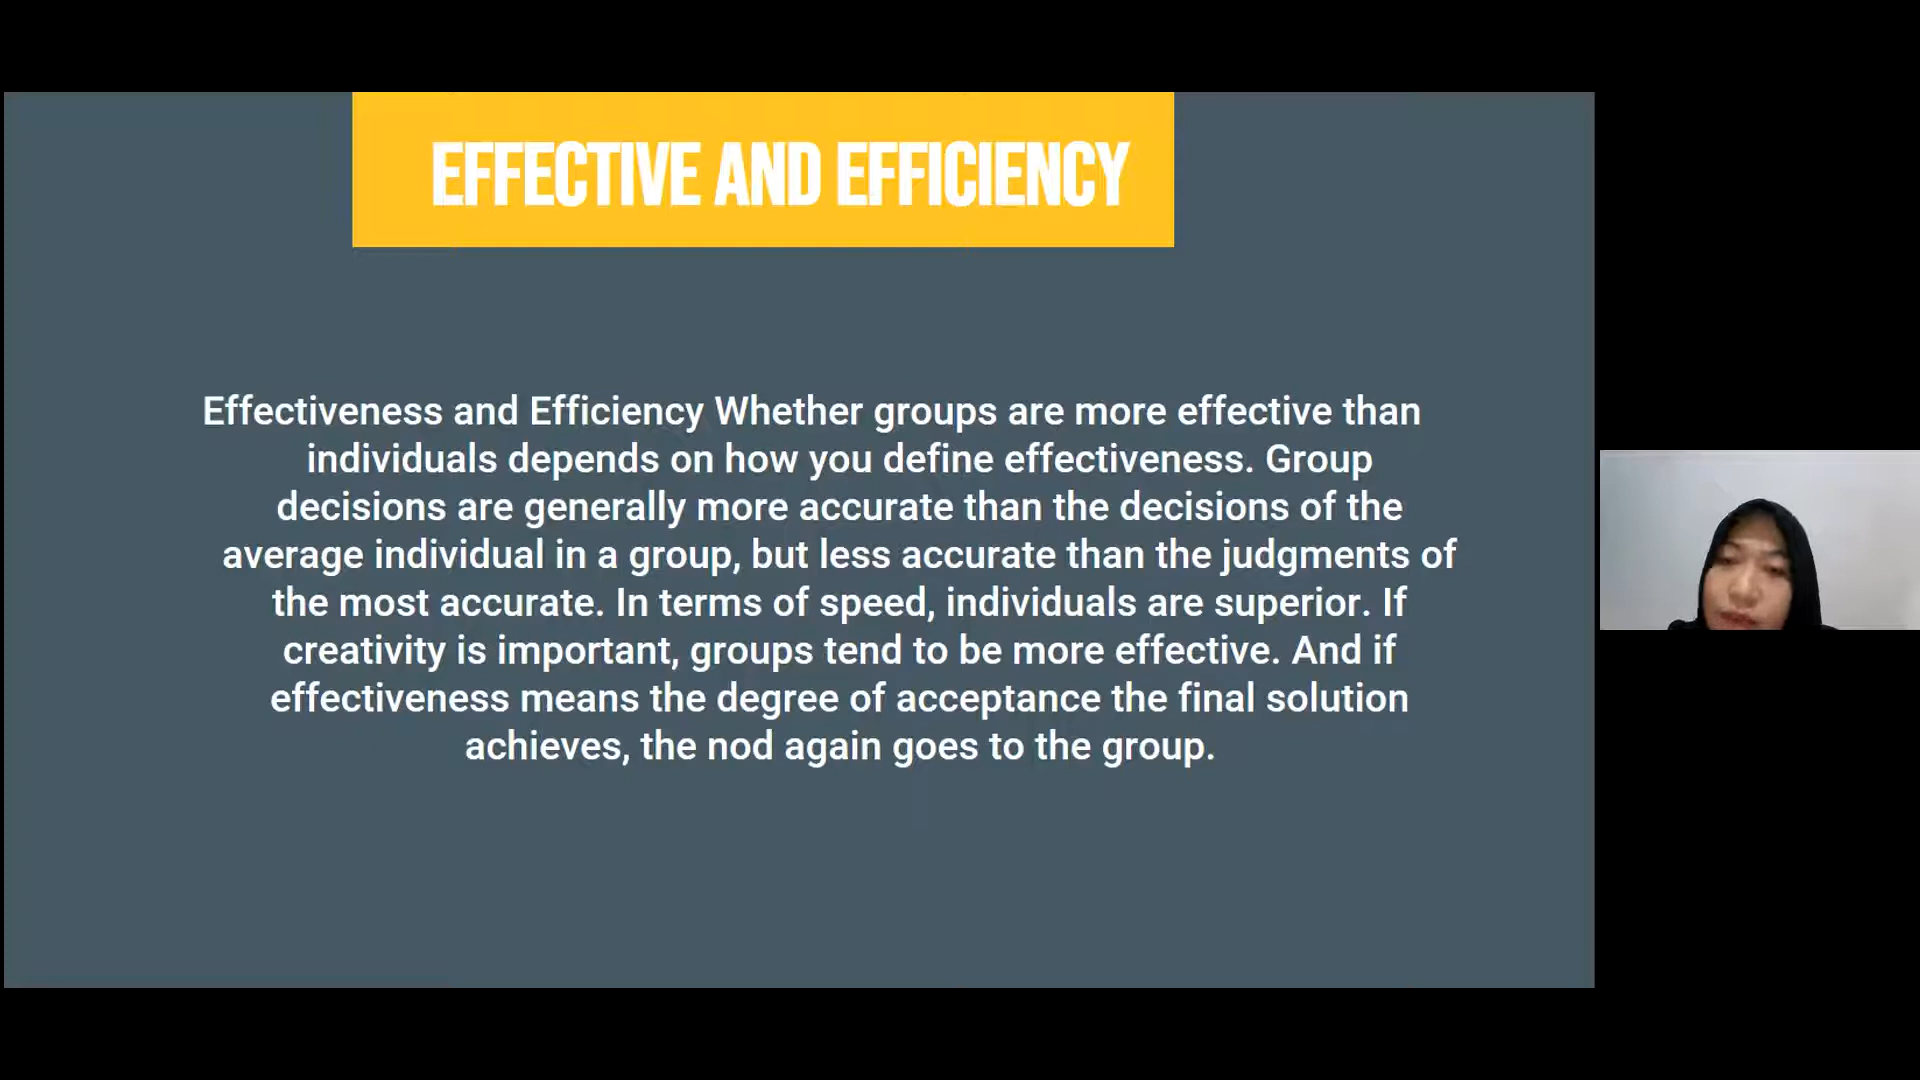 EFFECTIVE AND EFFICIENCY
Effectiveness and Efficiency Whether groups are more effective than
individuals depends on how you define effectiveness. Group
decisions are generally more accurate than the decisions of the
average individual in a group, but less accurate than the judgments of
the most accurate. In terms of speed, individuals are superior. If
creativity is important, groups tend to be more effective. And if
effectiveness means the degree of acceptance the final solution
achieves, the nod again goes to the group.